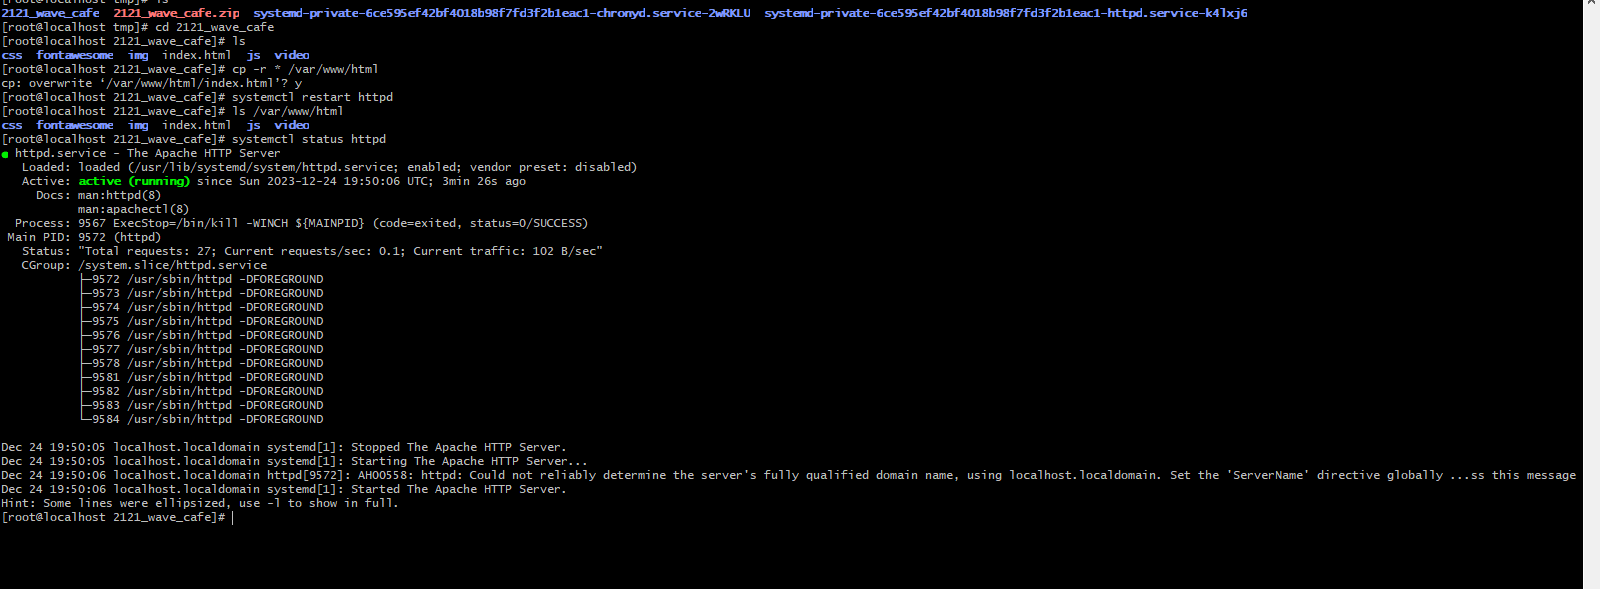 2121_wave_cafe  2121_wave_cafe.zip  systemd-private-6ce595ef42bf4018b98f7fd3f2b1eac1-chronyd.service-2wRKLU  systemd-private-6ce595ef42bf4018b98f7fd3f2b1eac1-httpd.service-k4lxj6
[root@localhost tmp]# cd 2121_wave_cafe
[root@localhost 2121_wave_cafe]# ls
css  fontawesome  img  index.html  js  video
[root@localhost 2121_wave_cafe]# cp -r * /var/www/html
cp: overwrite ‘/var/www/html/index.html’? y
[root@localhost 2121_wave_cafe]# systemctl restart httpd
[root@localhost 2121_wave_cafe]# ls /var/www/html
css  fontawesome  img  index.html  js  video
[root@localhost 2121_wave_cafe]# systemctl status httpd
● httpd.service - The Apache HTTP Server
   Loaded: loaded (/usr/lib/systemd/system/httpd.service; enabled; vendor preset: disabled)
   Active: active (running) since Sun 2023-12-24 19:50:06 UTC; 3min 26s ago
     Docs: man:httpd(8)
           man:apachectl(8)
  Process: 9567 ExecStop=/bin/kill -WINCH ${MAINPID} (code=exited, status=0/SUCCESS)
 Main PID: 9572 (httpd)
   Status: "Total requests: 27; Current requests/sec: 0.1; Current traffic: 102 B/sec"
   CGroup: /system.slice/httpd.service
           ├─9572 /usr/sbin/httpd -DFOREGROUND
           ├─9573 /usr/sbin/httpd -DFOREGROUND
           ├─9574 /usr/sbin/httpd -DFOREGROUND
           ├─9575 /usr/sbin/httpd -DFOREGROUND
           ├─9576 /usr/sbin/httpd -DFOREGROUND
           ├─9577 /usr/sbin/httpd -DFOREGROUND
           ├─9578 /usr/sbin/httpd -DFOREGROUND
           ├─9581 /usr/sbin/httpd -DFOREGROUND
           ├─9582 /usr/sbin/httpd -DFOREGROUND
           ├─9583 /usr/sbin/httpd -DFOREGROUND
           └─9584 /usr/sbin/httpd -DFOREGROUND
Dec 24 19:50:05 localhost.localdomain systemd[1]: Stopped The Apache HTTP Server.
Dec 24 19:50:05 localhost.localdomain systemd[1]: Starting The Apache HTTP Server...
Dec 24 19:50:06 localhost.localdomain httpd[9572]: AH00558: httpd: Could not reliably determine the server's fully qualified domain name, using localhost.localdomain. Set the 'ServerName' directive globally ...ss this message
Dec 24 19:50:06 localhost.localdomain systemd[1]: Started The Apache HTTP Server.
Hint: Some lines were ellipsized, use -l to show in full.
[root@localhost 2121_wave_cafe]#